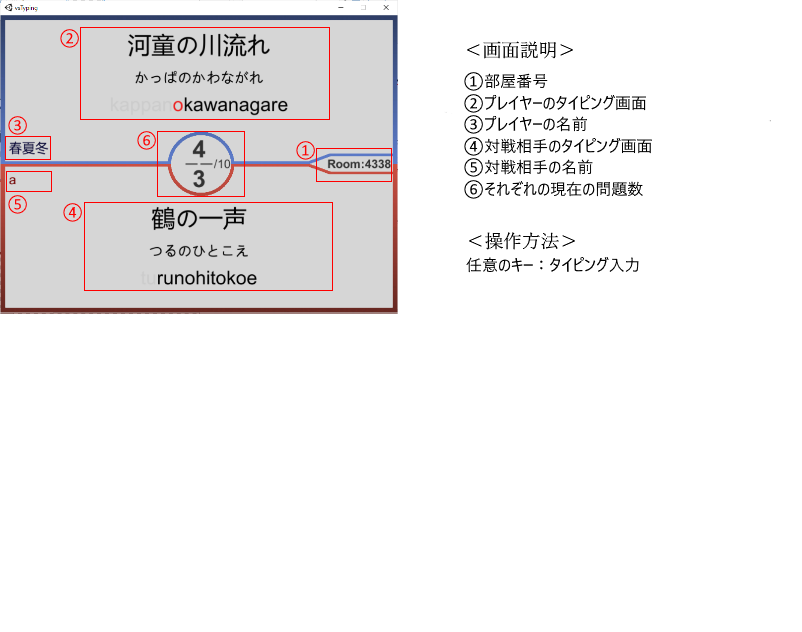 vsTyping
②
河童の川流れ
かっぱのかわながれ
kappanokawanagare
③
春夏冬
⑥
4
3
/10
①
Room:4338
a
⑤
④
鶴の一声
つるのひとこえ
turunohitokoe
＜画面説明＞
①部屋番号
②プレイヤーのタイピング画面
③プレイヤーの名前
④対戦相手のタイピング画面
⑤対戦相手の名前
⑥それぞれの現在の問題数
＜操作方法＞
任意のキー：タイピング入力